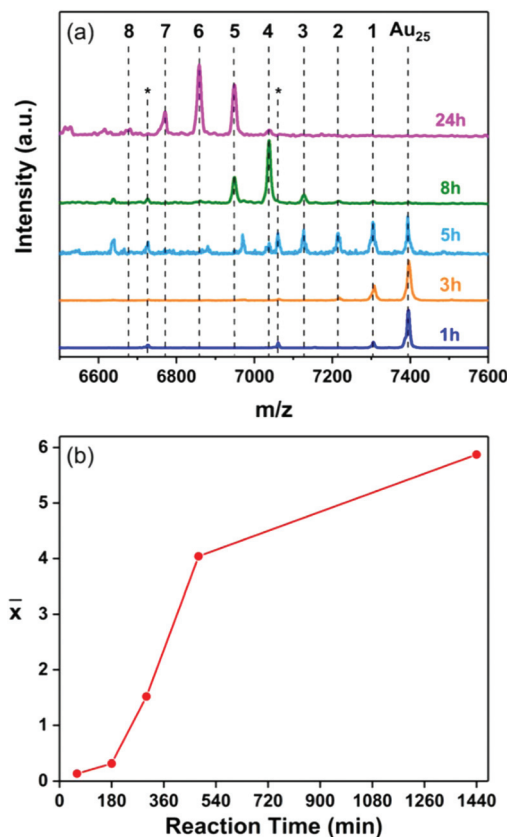 (a)
8 * 7 6 5 4 * 3 2 1 Au₂₅
24h
8h
5h
3h
1h
Intensity (a.u.)
6600 6800 7000 7200 7400 7600
m/z
(b)
6
5
4
3
2
1
0
x̄
0 180 360 540 720 900 1080 1260 1440
Reaction Time (min)